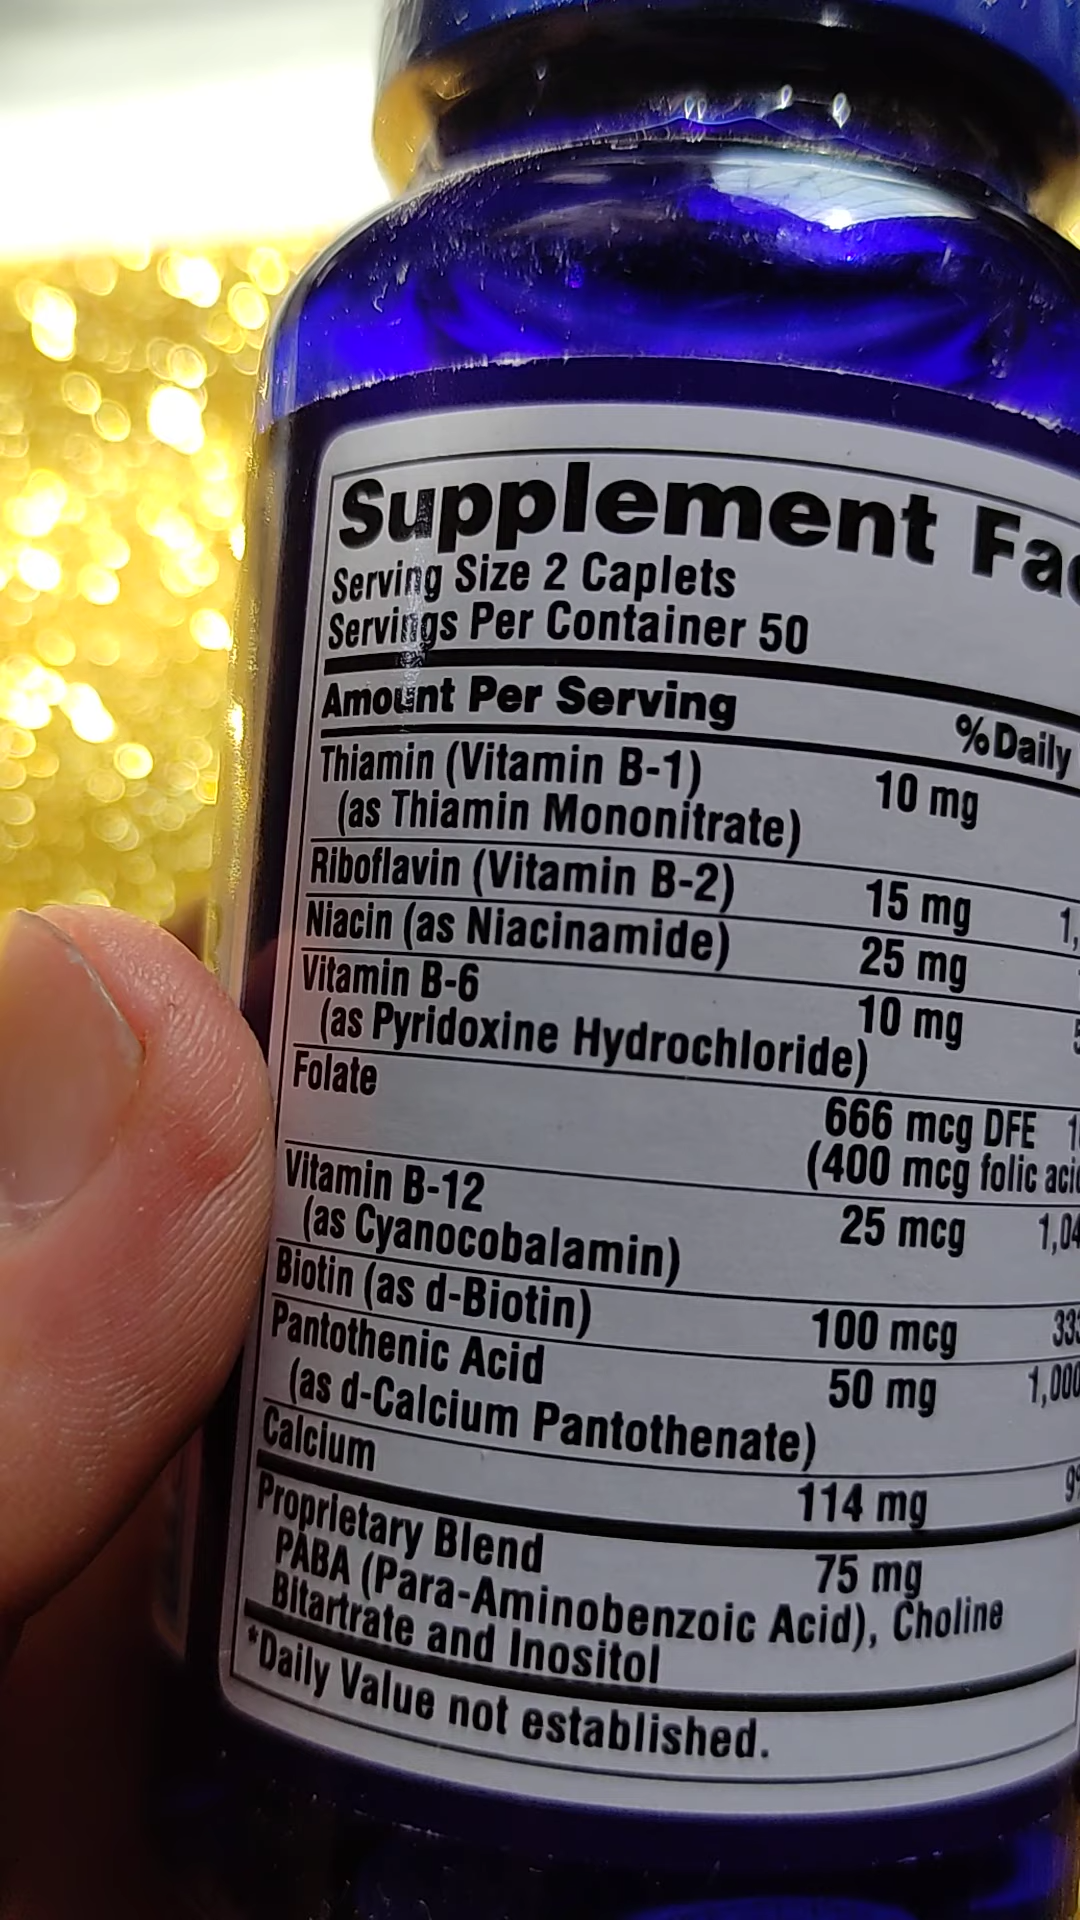 Supplement
Serving Size 2 Caplets
Servings Per Container 50
Amount Per Serving %Daily
Thiamin (Vitamin B-1) 10 mg
(as Thiamin Mononitrate)
Riboflavin (Vitamin B-2) 15 mg
Niacin (as Niacinamide) 25 mg
Vitamin B-6 10 mg
(as Pyridoxine Hydrochloride)
Folate 666 mcg DFE
(400 mcg folic
Vitamin B-12 25 mcg
(as Cyanocobalamin)
Biotin (as d-Biotin) 100 mcg
Pantothenic Acid 50 mg
(as d-Calcium Pantothenate)
Calcium 114 mg
Proprietary Blend 75 mg
PABA (Para-Aminobenzoic Acid), Choline
Bitartrate and Inositol
*Daily Value not established.